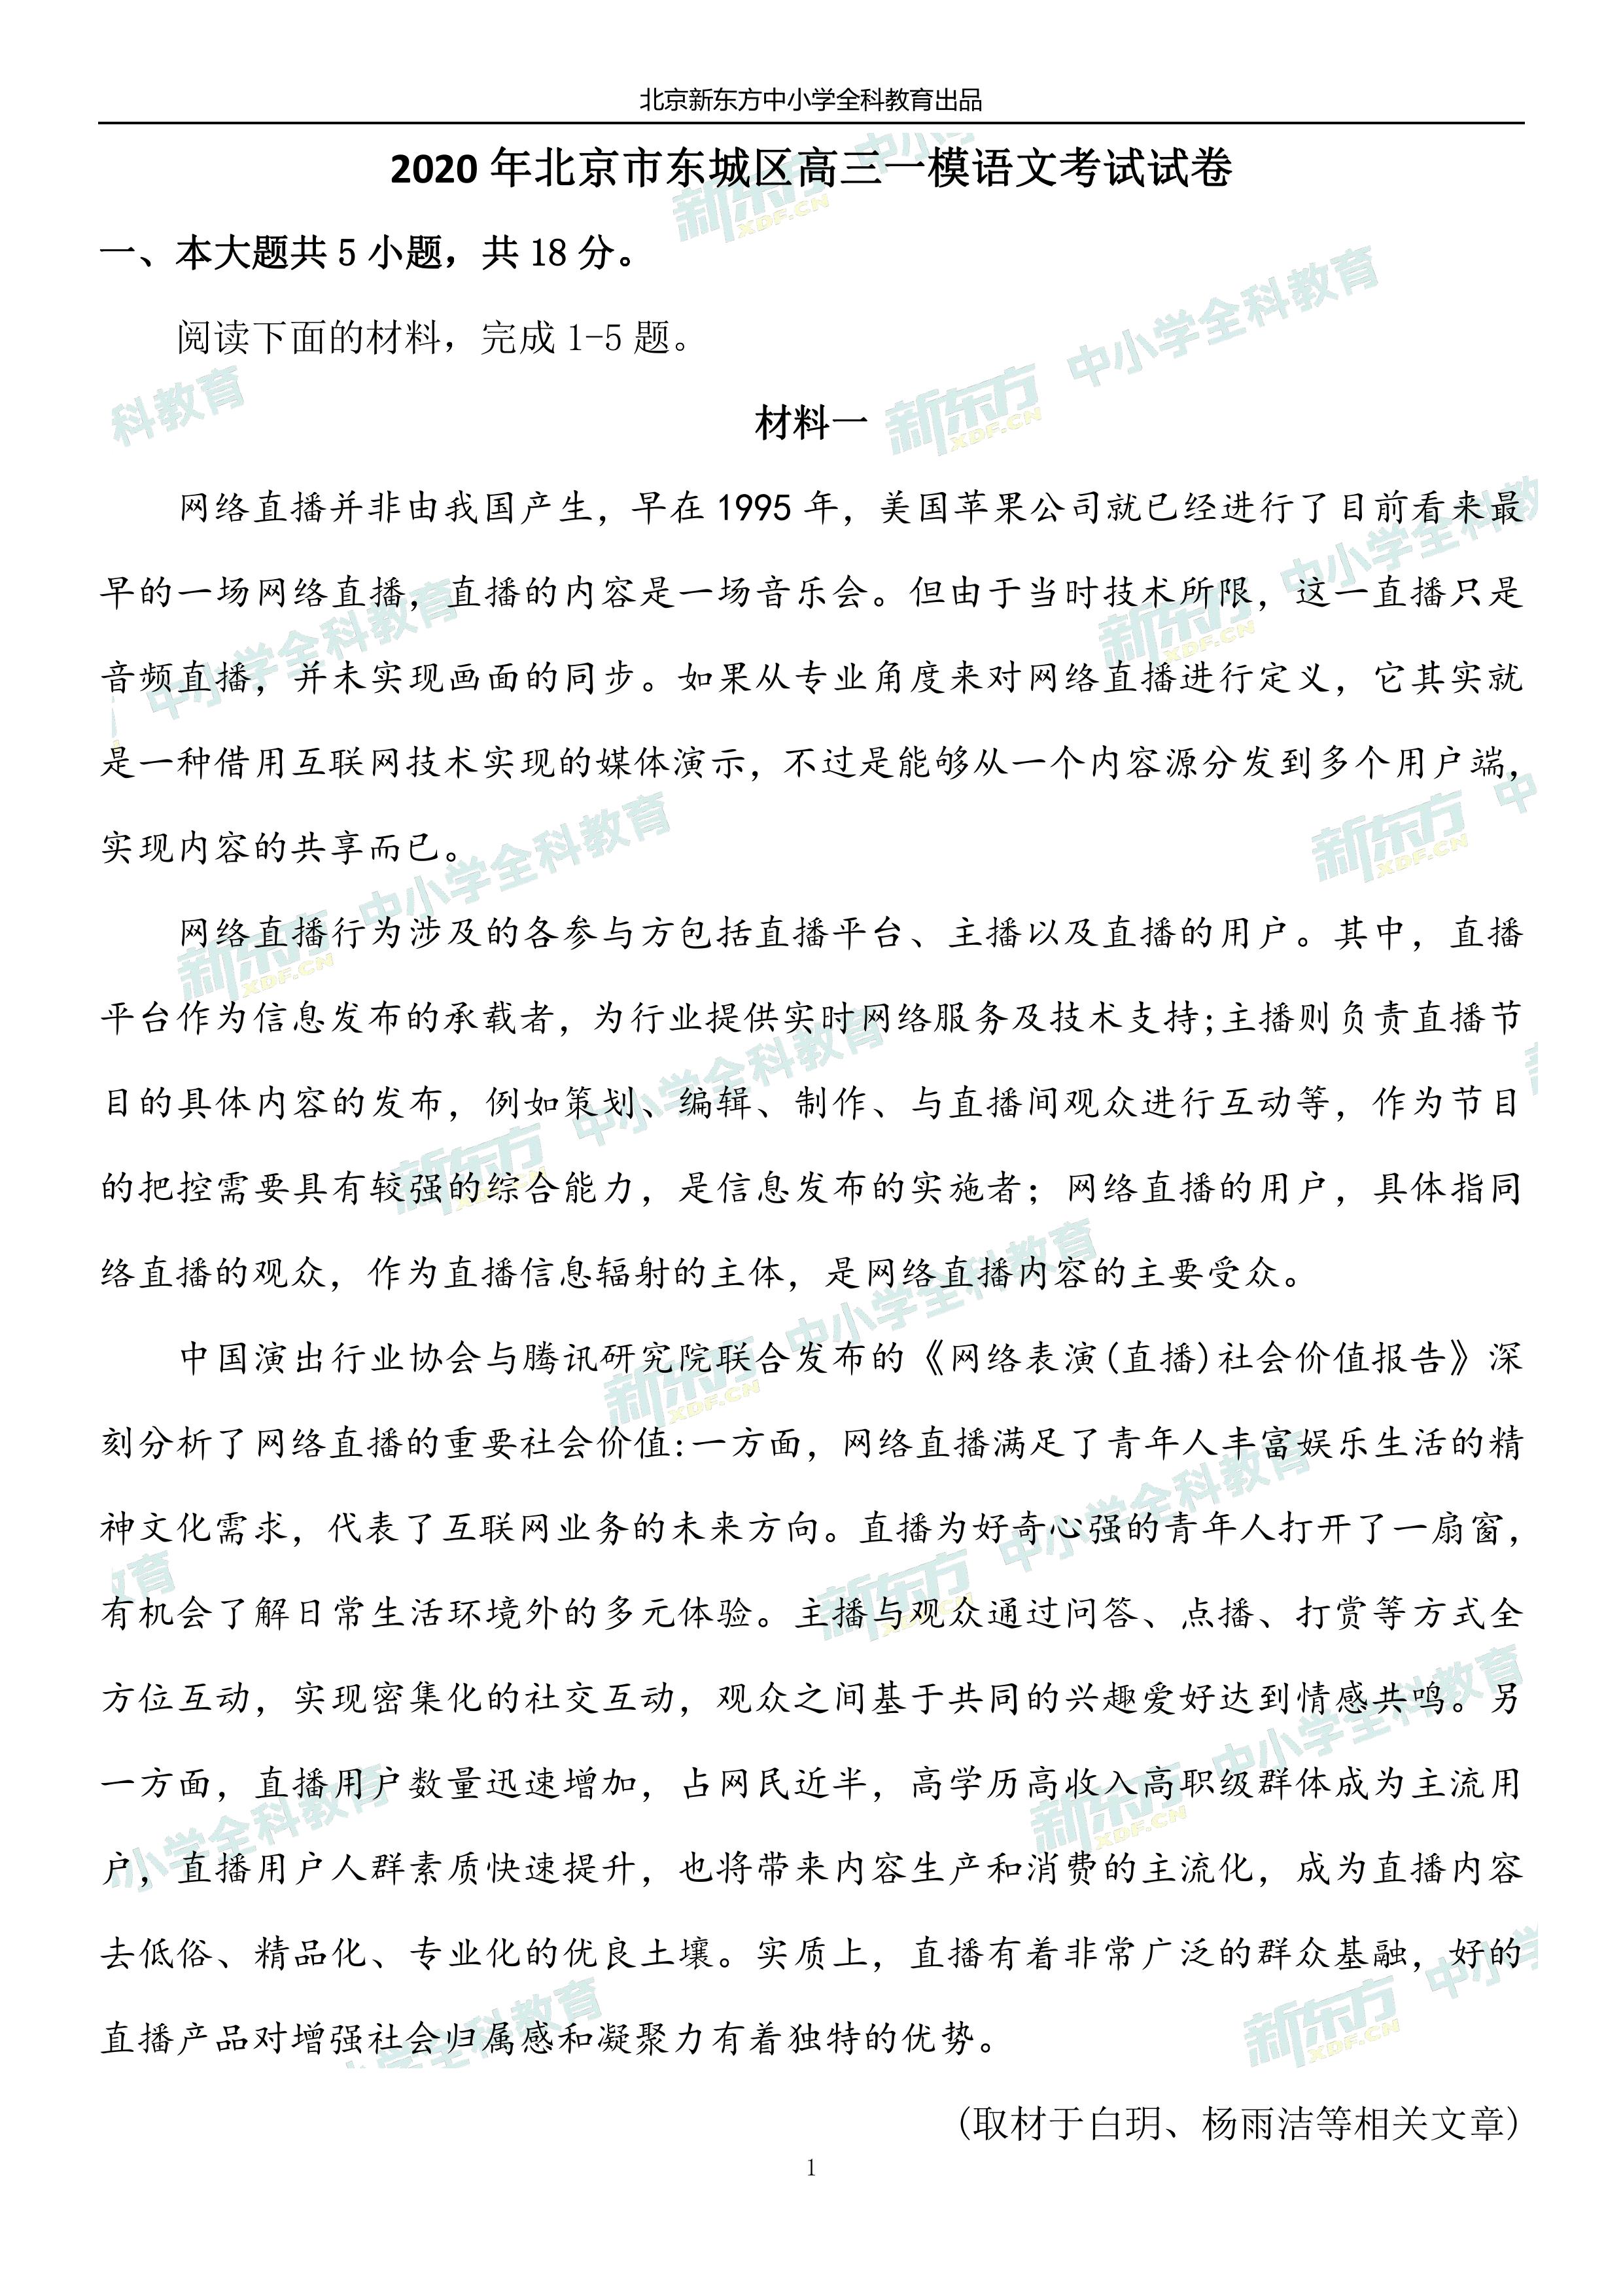 北京新东方中小学全科教育出品
2020 年北京市东城区高三一模语文考试试卷
一、本大题共 5 小题，共 18 分。
阅读下面的材料，完成 1-5 题。
材料一
网络直播并非由我国产生，早在 1995 年，美国苹果公司就已经进行了目前看来最
早的一场网络直播，直播的内容是一场音乐会。但由于当时技术所限，这一直播只是
音频直播，并未实现画面的同步。如果从专业角度来对网络直播进行定义，它其实就
是一种借用互联网技术实现的媒体演示，不过是能够从一个内容源分发到多个用户端，
实现内容的共享而已。
网络直播行为涉及的各参与方包括直播平台、主播以及直播的用户。其中，直播
平台作为信息发布的承载者，为行业提供实时网络服务及技术支持;主播则负责直播节
目的具体内容的发布，例如策划、编辑、制作、与直播间观众进行互动等，作为节目
的把控需要具有较强的综合能力，是信息发布的实施者；网络直播的用户，具体指同
络直播的观众，作为直播信息辐射的主体，是网络直播内容的主要受众。
中国演出行业协会与腾讯研究院联合发布的《网络表演(直播)社会价值报告》深
刻分析了网络直播的重要社会价值:一方面，网络直播满足了青年人丰富娱乐生活的精
神文化需求，代表了互联网业务的未来方向。直播为好奇心强的青年人打开了一扇窗，
有机会了解日常生活环境外的多元体验。主播与观众通过问答、点播、打赏等方式全
方位互动，实现密集化的社交互动，观众之间基于共同的兴趣爱好达到情感共鸣。另
一方面，直播用户数量迅速增加，占网民近半，高学历高收入高职级群体成为主流用
户，直播用户人群素质快速提升，也将带来内容生产和消费的主流化，成为直播内容
去低俗、精品化、专业化的优良土壤。实质上，直播有着非常广泛的群众基融，好的
直播产品对增强社会归属感和凝聚力有着独特的优势。
(取材于白玥、杨雨洁等相关文章)
1